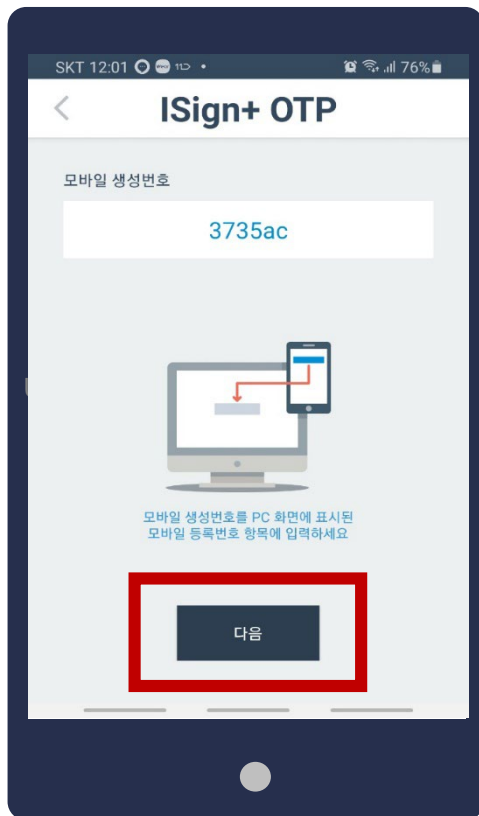 SKT 12:01
76%
ISign+ OTP
모바일 생성번호
3735ac
모바일 생성번호를 PC 화면에 표시된
모바일 등록번호 항목에 입력하세요
다음